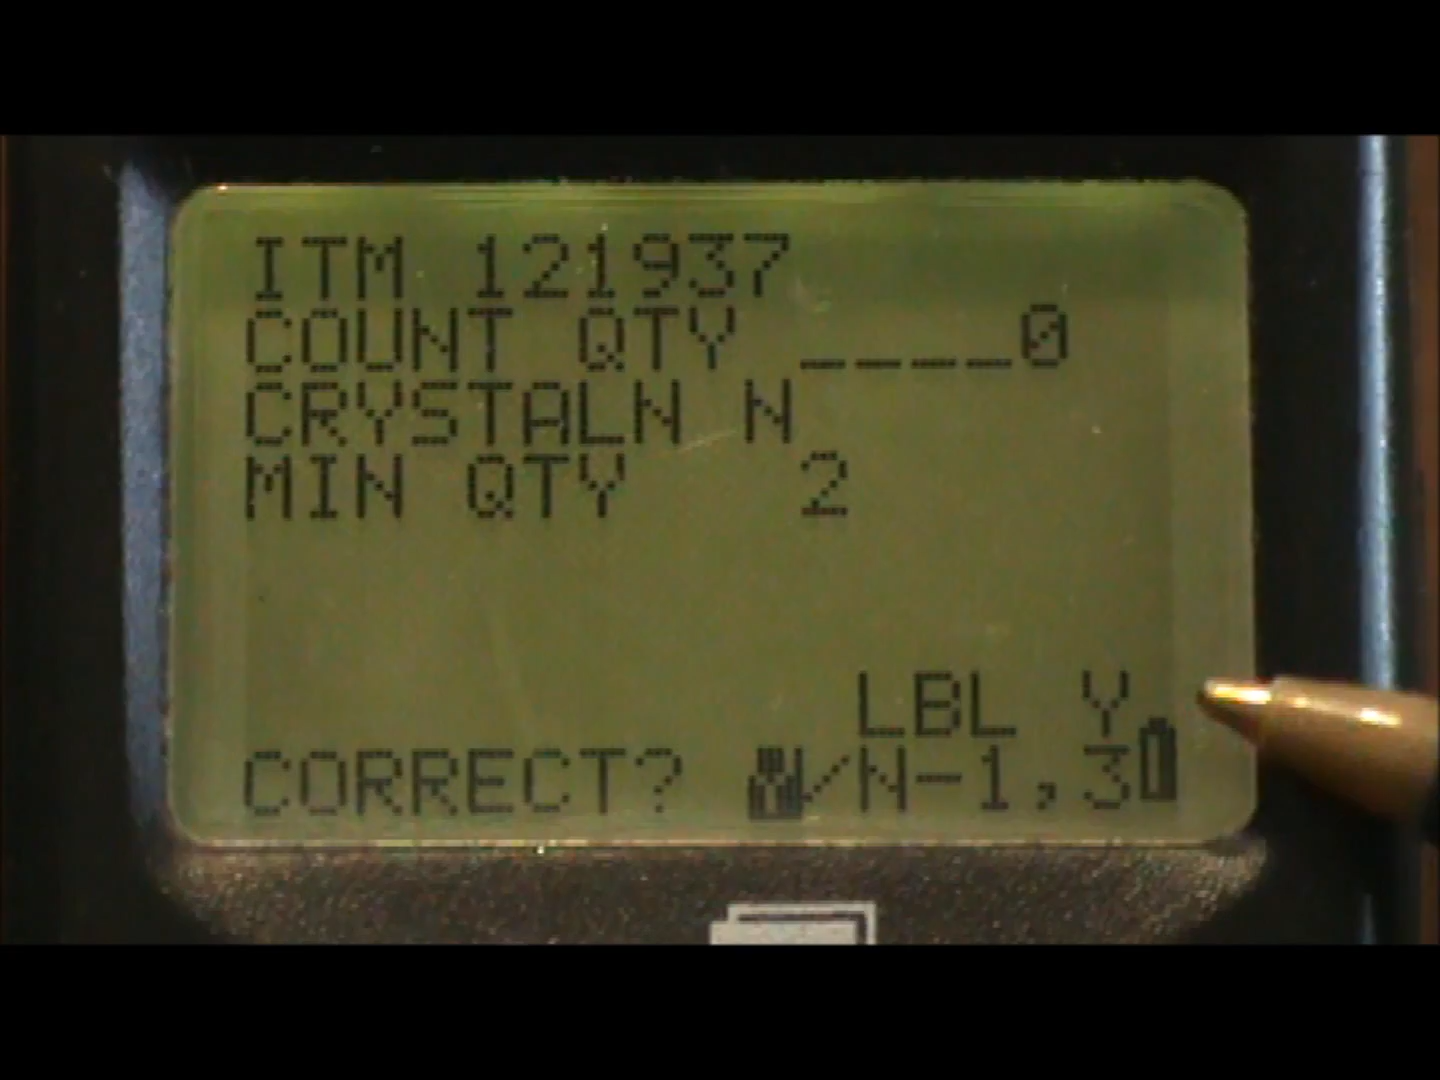 ITM 121937
COUNT QTY ____0
CRYSTALN N
MIN QTY 2
LBL Y
CORRECT? Y/N-1,3